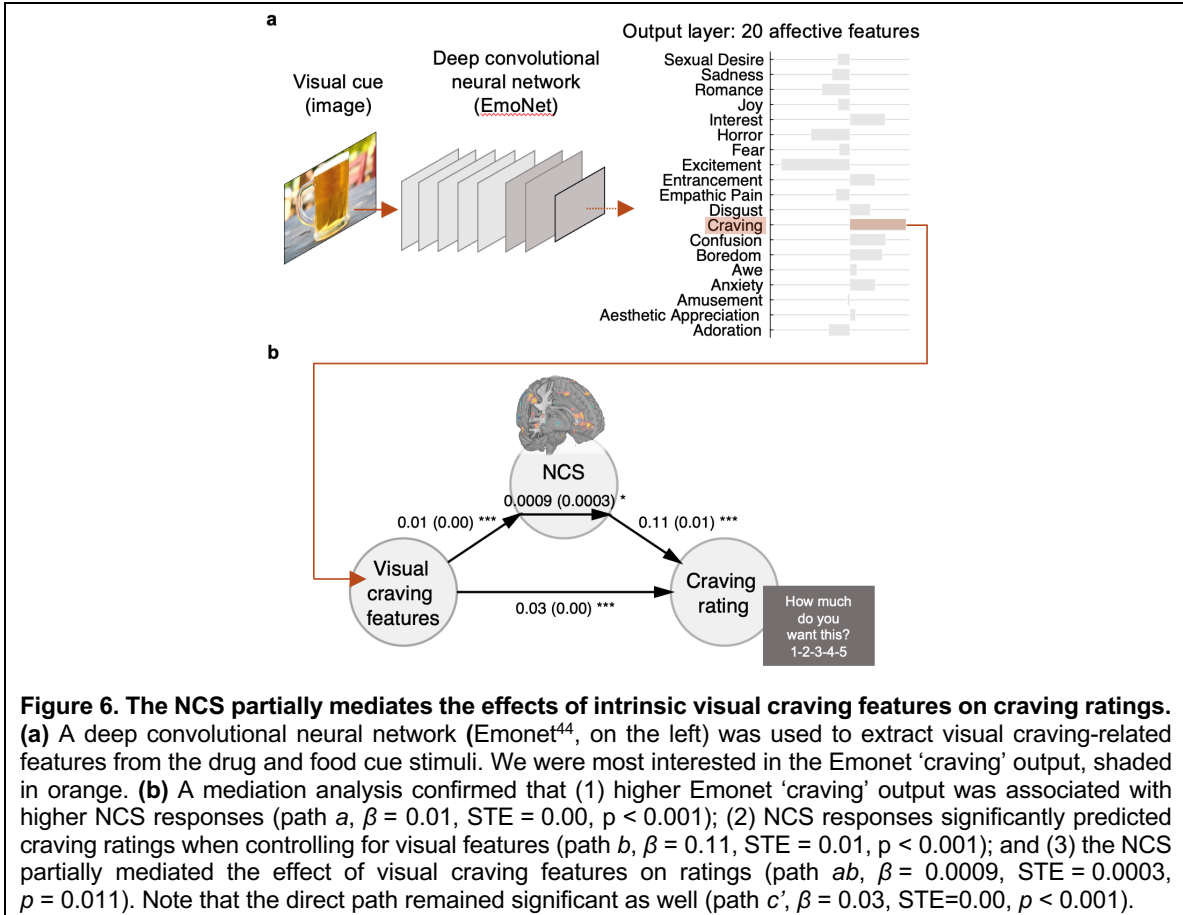 a
Output layer: 20 affective features
Visual cue
(image)
Deep convolutional
neural network
(EmoNet)
Sexual Desire
Sadness
Romance
Joy
Interest
Horror
Fear
Excitement
Entrancement
Empathic Pain
Disgust
Craving
Confusion
Boredom
Awe
Anxiety
Amusement
Aesthetic Appreciation
Adoration
b
NCS
0.0009 (0.0003) *
0.01 (0.00) ***
0.11 (0.01) ***
Visual
craving
features
Craving
rating
0.03 (0.00) ***
How much
do you
want this?
1-2-3-4-5
Figure 6. The NCS partially mediates the effects of intrinsic visual craving features on craving ratings.
(a) A deep convolutional neural network (Emonet44, on the left) was used to extract visual craving-related
features from the drug and food cue stimuli. We were most interested in the Emonet ‘craving’ output, shaded
in orange. (b) A mediation analysis confirmed that (1) higher Emonet ‘craving’ output was associated with
higher NCS responses (path a, β = 0.01, STE = 0.00, p < 0.001); (2) NCS responses significantly predicted
craving ratings when controlling for visual features (path b, β = 0.11, STE = 0.01, p < 0.001); and (3) the NCS
partially mediated the effect of visual craving features on ratings (path ab, β = 0.0009, STE = 0.0003,
p = 0.011). Note that the direct path remained significant as well (path c’, β = 0.03, STE=0.00, p < 0.001).